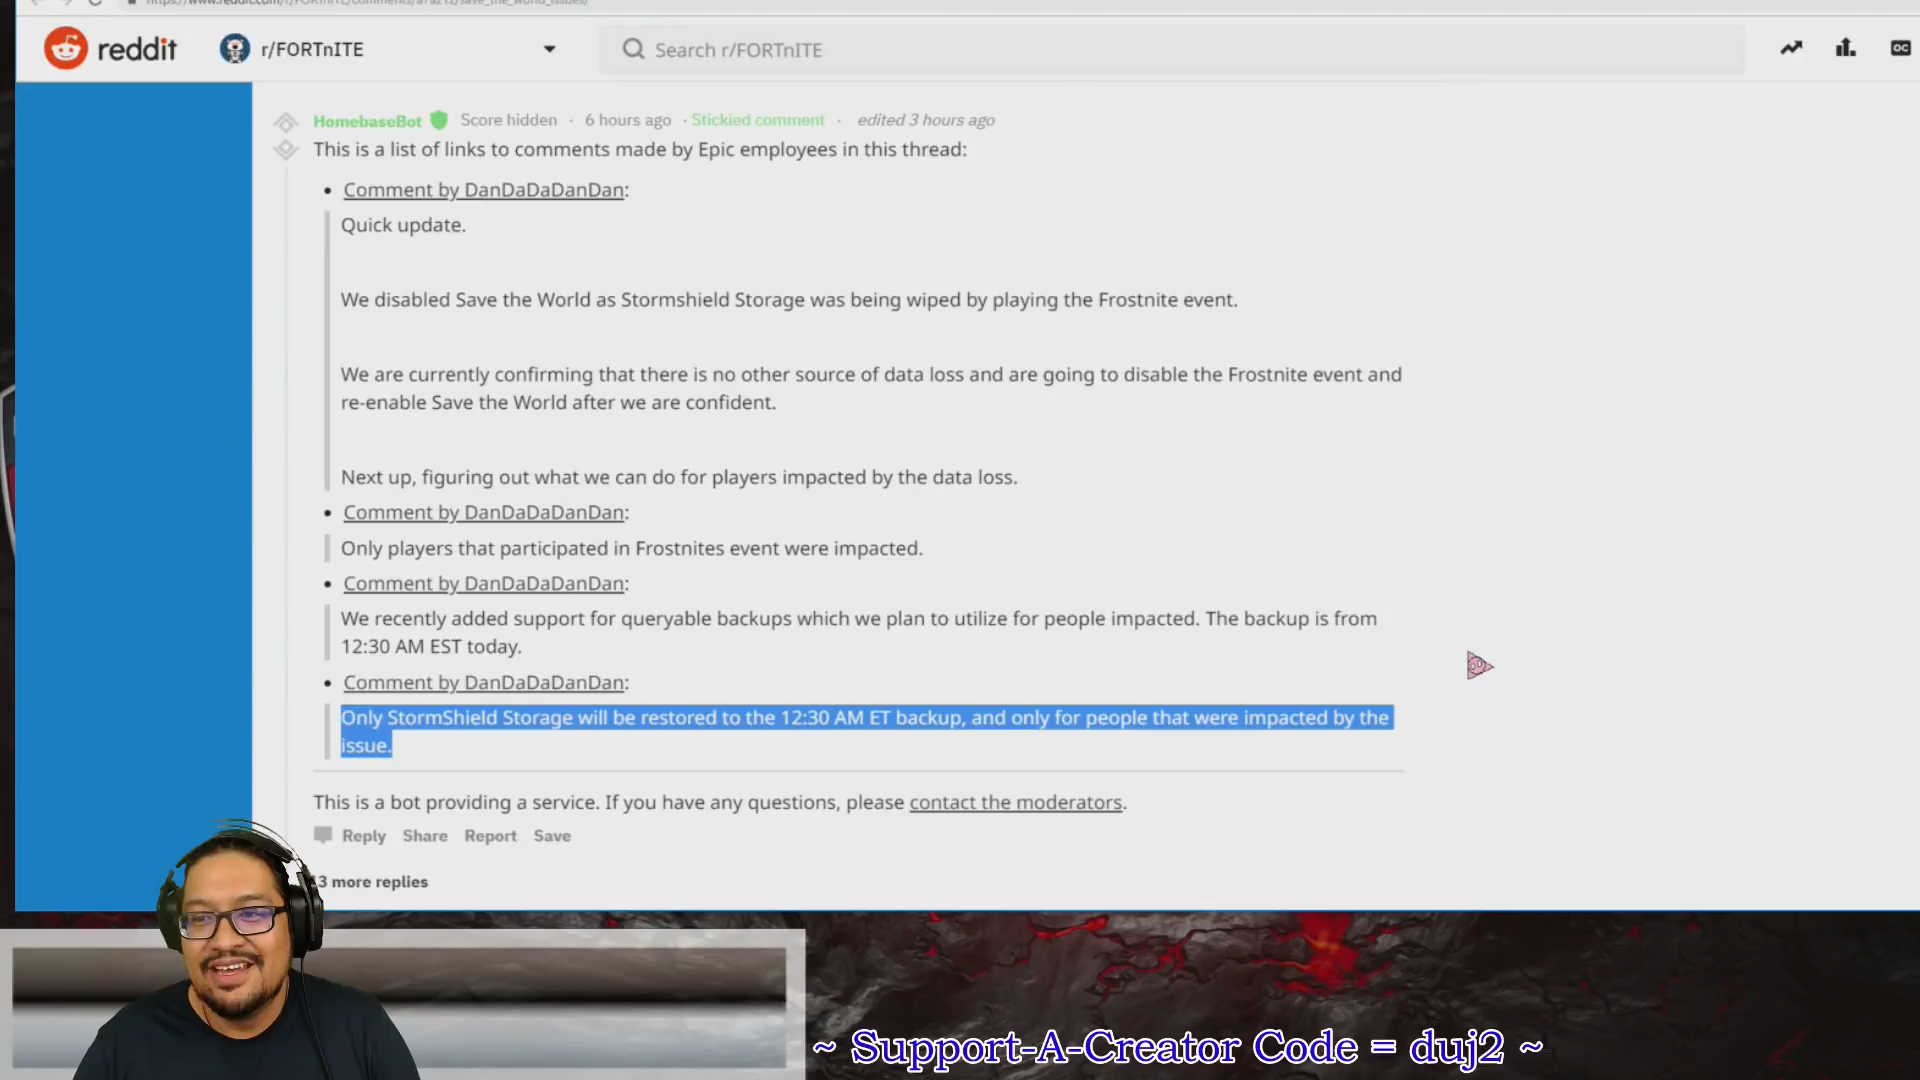 https://www.reddit.com/r/FORTnITE/comments/a7a212/save_the_world_issues/
reddit
r/FORTnITE
Search r/FORTnITE
HomebaseBot Score hidden · 6 hours ago · Stickied comment · edited 3 hours ago
This is a list of links to comments made by Epic employees in this thread:
• Comment by DanDaDaDanDan:
Quick update.
We disabled Save the World as Stormshield Storage was being wiped by playing the Frostnite event.
We are currently confirming that there is no other source of data loss and are going to disable the Frostnite event and
re-enable Save the World after we are confident.
Next up, figuring out what we can do for players impacted by the data loss.
• Comment by DanDaDaDanDan:
Only players that participated in Frostnites event were impacted.
• Comment by DanDaDaDanDan:
We recently added support for queryable backups which we plan to utilize for people impacted. The backup is from
12:30 AM EST today.
• Comment by DanDaDaDanDan:
Only StormShield Storage will be restored to the 12:30 AM ET backup, and only for people that were impacted by the
issue.
This is a bot providing a service. If you have any questions, please contact the moderators.
Reply Share Report Save
3 more replies
~ Support-A-Creator Code = duj2 ~